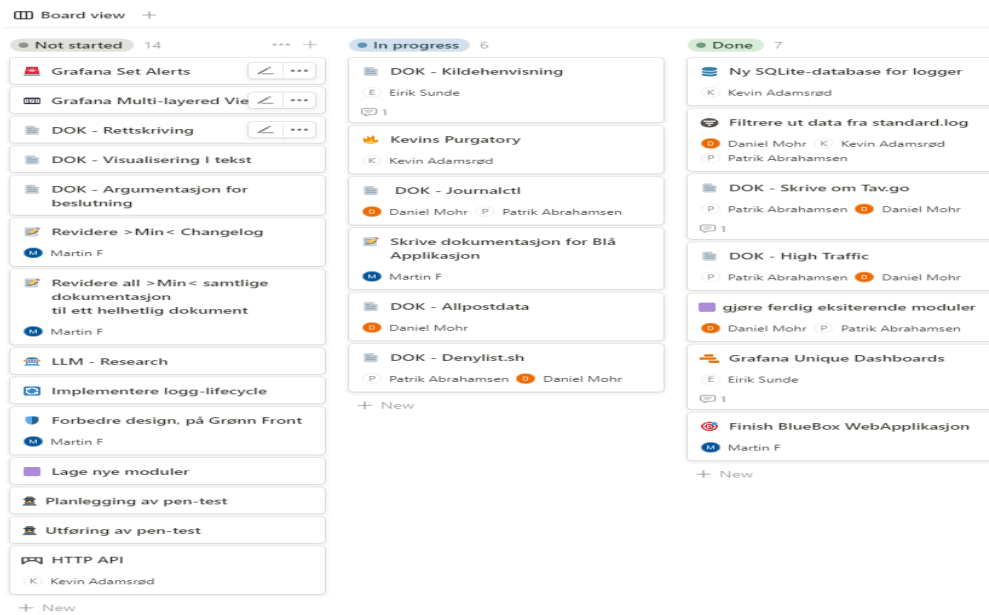 Board view
Not started 14
Grafana Set Alerts
Grafana Multi-layered Vie
DOK - Rettskriving
DOK - Visualisering I tekst
DOK - Argumentasjon for
beslutning
Revidere >Min< Changelog
M Martin F
Revidere all >Min< samtlige
dokumentasjon
til ett helhetlig dokument
M Martin F
LLM - Research
Implementere logg-lifecycle
Forbedre design, på Grønn Front
M Martin F
Lage nye moduler
Planlegging av pen-test
Utføring av pen-test
HTTP API
K Kevin Adamsrød
+ New
In progress 6
DOK - Kildehenvisning
E Eirik Sunde
1
Kevins Purgatory
K Kevin Adamsrød
DOK - Journalctl
D Daniel Mohr P Patrik Abrahamsen
Skrive dokumentasjon for Blå
Applikasjon
M Martin F
DOK - Allpostdata
D Daniel Mohr
DOK - Denylist.sh
P Patrik Abrahamsen D Daniel Mohr
+ New
Done 7
Ny SQLite-database for logger
K Kevin Adamsrød
Filtrere ut data fra standard.log
D Daniel Mohr K Kevin Adamsrød
P Patrik Abrahamsen
DOK - Skrive om Tav.go
P Patrik Abrahamsen D Daniel Mohr
1
DOK - High Traffic
P Patrik Abrahamsen D Daniel Mohr
gjøre ferdig eksiterende moduler
D Daniel Mohr P Patrik Abrahamsen
Grafana Unique Dashboards
E Eirik Sunde
1
Finish BlueBox WebApplikasjon
M Martin F
+ New